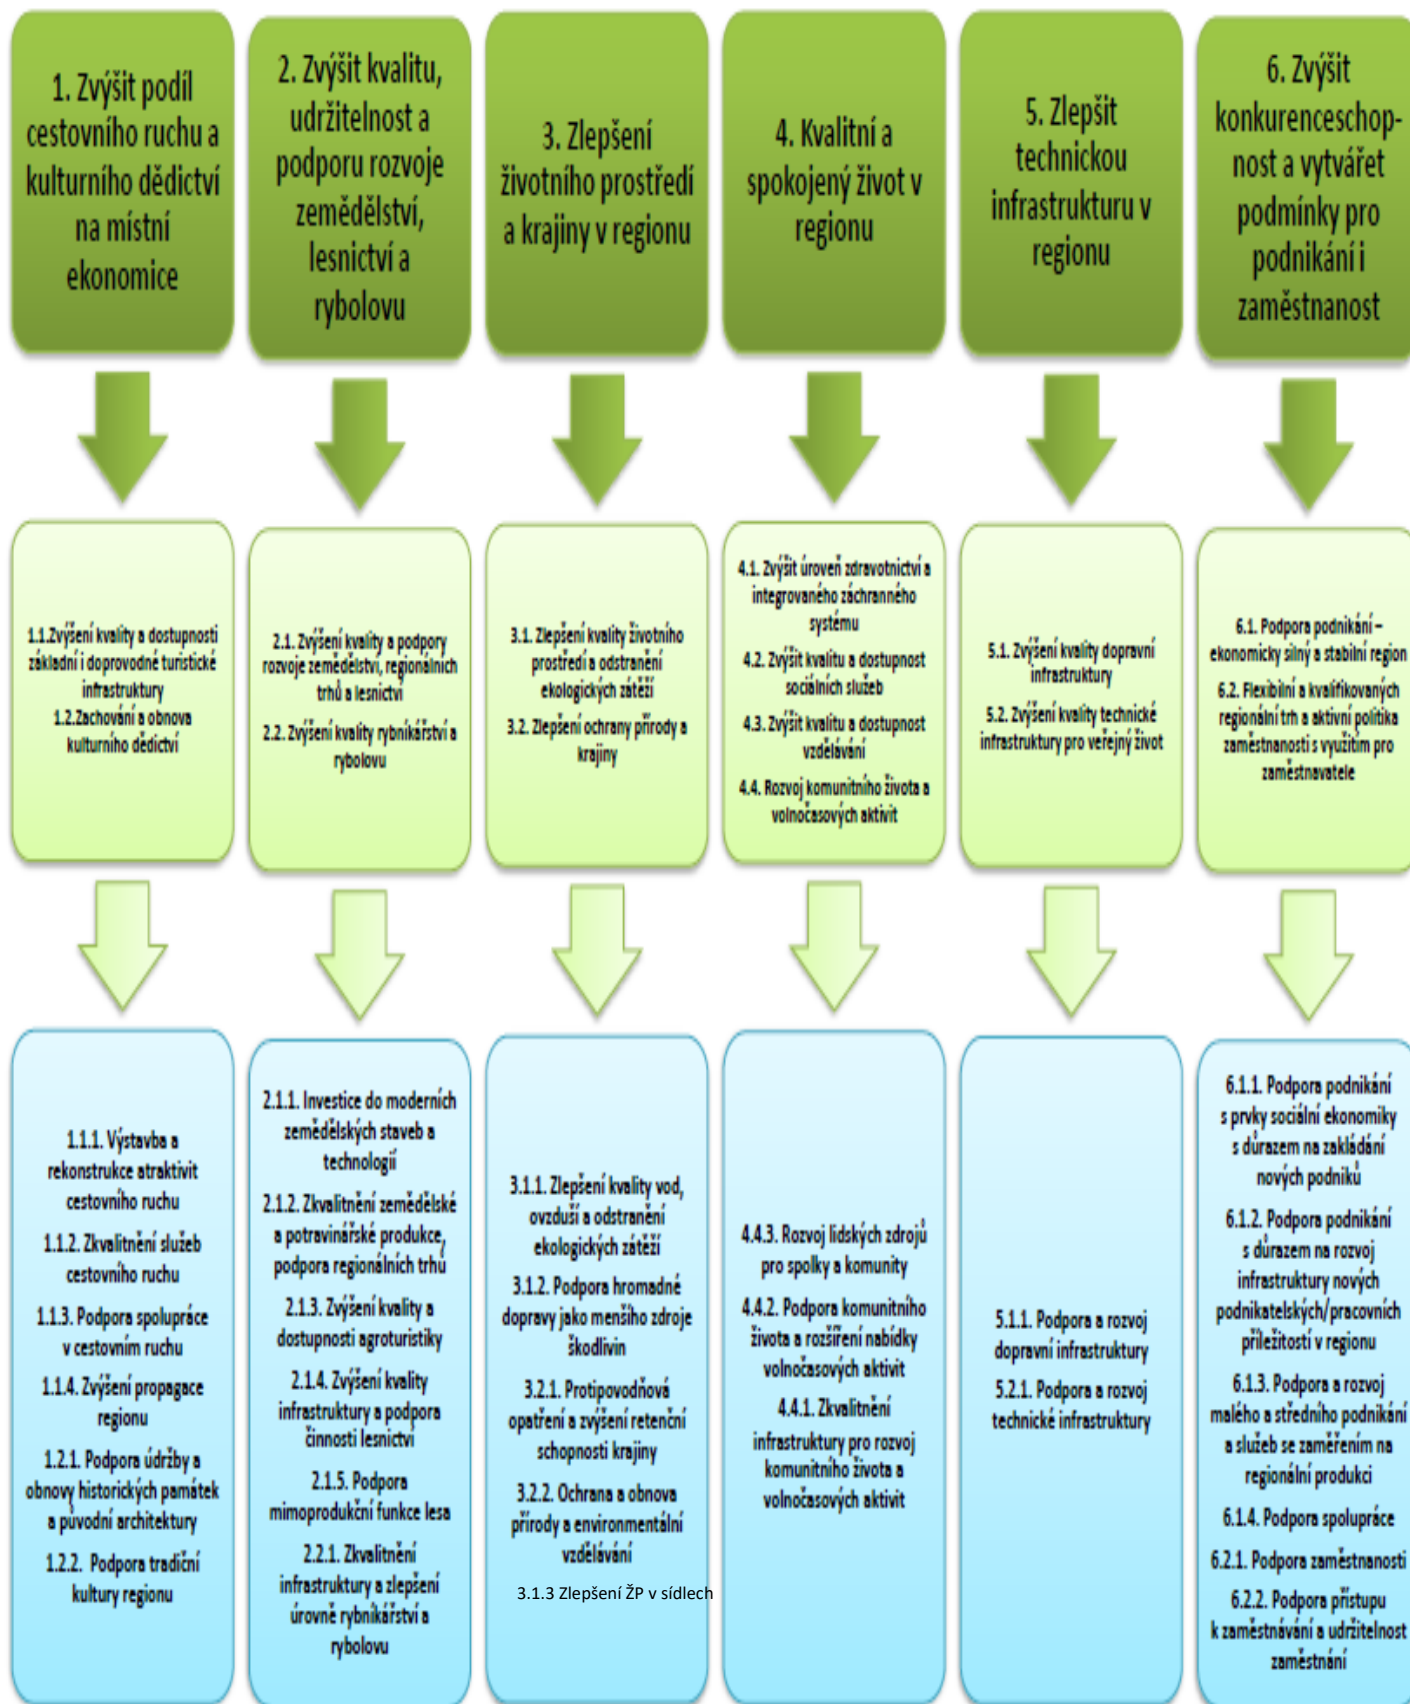 1. Zvýšit podíl
cestovního ruchu a
kulturního dědictví
na místní
ekonomice
2. Zvýšit kvalitu,
udržitelnost a
podporu rozvoje
zemědělství,
lesnictví a
rybolovu
3. Zlepšení
životního prostředí
a krajiny v regionu
4. Kvalitní a
spokojený život v
regionu
5. Zlepšit
technickou
infrastrukturu v
regionu
6. Zvýšit
konkurenceschop-
nost a vytvářet
podmínky pro
podnikání i
zaměstnanost
1.1.Zvýšení kvality a dostupnosti
základní i doprovodné turistické
infrastruktury
1.2.Zachování a obnova
kulturního dědictví
2.1. Zvýšení kvality a podpory
rozvoje zemědělství, regionálních
trhů a lesnictví
2.2. Zvýšení kvality rybníkářství a
rybolovu
3.1. Zlepšení kvality životního
prostředí a odstranění
ekologických zátěží
3.2. Zlepšení ochrany přírody a
krajiny
4.1. Zvýšit úroveň zdravotnictví a
integrovaného záchranného
systému
4.2. Zvýšit kvalitu a dostupnost
sociálních služeb
4.3. Zvýšit kvalitu a dostupnost
vzdělávání
4.4. Rozvoj komunitního života a
volnočasových aktivit
5.1. Zvýšení kvality dopravní
infrastruktury
5.2. Zvýšení kvality technické
infrastruktury pro veřejný život
6.1. Podpora podnikání –
ekonomicky silný a stabilní region
6.2. Flexibilní a kvalifikovaných
regionální trh a aktivní politika
zaměstnanosti s využitím pro
zaměstnavatele
1.1.1. Výstavba a
rekonstrukce atraktivit
cestovního ruchu
1.1.2. Zkvalitnění služeb
cestovního ruchu
1.1.3. Podpora spolupráce
v cestovním ruchu
1.1.4. Zvýšení propagace
regionu
1.2.1. Podpora údržby a
obnovy historických památek
a původní architektury
1.2.2. Podpora tradiční
kultury regionu
2.1.1. Investice do moderních
zemědělských staveb a
technologií
2.1.2. Zkvalitnění zemědělské
a potravinářské produkce,
podpora regionálních trhů
2.1.3. Zvýšení kvality a
dostupnosti agroturistiky
2.1.4. Zvýšení kvality
infrastruktury a podpora
činnosti lesnictví
2.1.5. Podpora
mimoprodukční funkce lesa
2.2.1. Zkvalitnění
infrastruktury a zlepšení
úrovně rybníkářství a
rybolovu
3.1.1. Zlepšení kvality vod,
ovzduší a odstranění
ekologických zátěží
3.1.2. Podpora hromadné
dopravy jako menšího zdroje
škodlivin
3.2.1. Protipovodňová
opatření a zvýšení retenční
schopnosti krajiny
3.2.2. Ochrana a obnova
přírody a environmentální
vzdělávání
3.1.3 Zlepšení ŽP v sídlech
4.4.3. Rozvoj lidských zdrojů
pro spolky a komunity
4.4.2. Podpora komunitního
života a rozšíření nabídky
volnočasových aktivit
4.4.1. Zkvalitnění
infrastruktury pro rozvoj
komunitního života a
volnočasových aktivit
5.1.1. Podpora a rozvoj
dopravní infrastruktury
5.2.1. Podpora a rozvoj
technické infrastruktury
6.1.1. Podpora podnikání
s prvky sociální ekonomiky
s důrazem na zakládání
nových podniků
6.1.2. Podpora podnikání
s důrazem na rozvoj
infrastruktury nových
podnikatelských/pracovních
příležitostí v regionu
6.1.3. Podpora a rozvoj
malého a středního podnikání
a služeb se zaměřením na
regionální produkci
6.1.4. Podpora spolupráce
6.2.1. Podpora zaměstnanosti
6.2.2. Podpora přístupu
k zaměstnávání a udržitelnost
zaměstnání